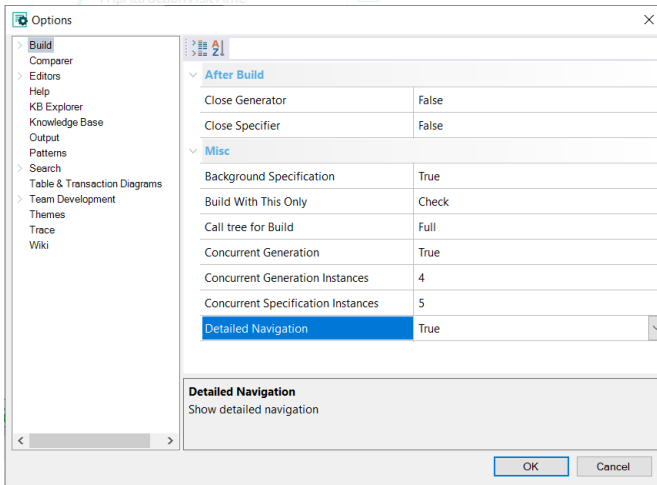 Options
Build
Comparer
Editors
Help
KB Explorer
Knowledge Base
Output
Patterns
Search
Table & Transaction Diagrams
Team Development
Themes
Trace
Wiki
After Build
Close Generator False
Close Specifier False
Misc
Background Specification True
Build With This Only Check
Call tree for Build Full
Concurrent Generation True
Concurrent Generation Instances 4
Concurrent Specification Instances 5
Detailed Navigation True
Detailed Navigation
Show detailed navigation
OK Cancel